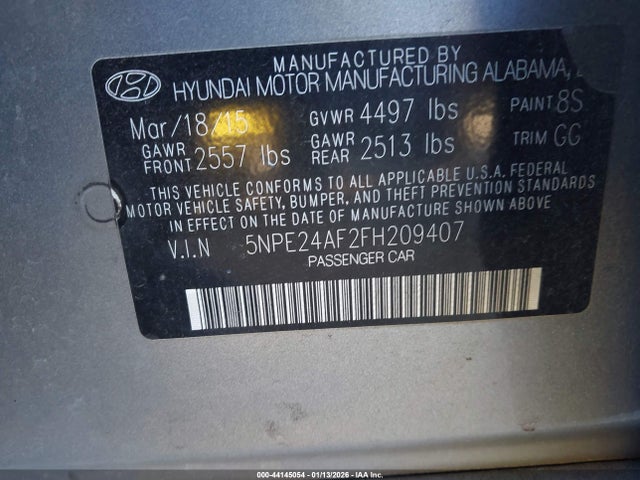 MANUFACTURED BY
HYUNDAI MOTOR MANUFACTURING ALABAMA,
Mar/18/15 GVWR 4497 lbs PAINT 8S
GAWR FRONT 2557 lbs GAWR REAR 2513 lbs TRIM GG
THIS VEHICLE CONFORMS TO ALL APPLICABLE U.S.A. FEDERAL
MOTOR VEHICLE SAFETY, BUMPER, AND THEFT PREVENTION STANDARDS
IN EFFECT ON THE DATE OF MANUFACTURE SHOWN ABOVE
V.I.N 5NPE24AF2FH209407
PASSENGER CAR
000-44145054 | 01/13/2026 - IAA Inc.